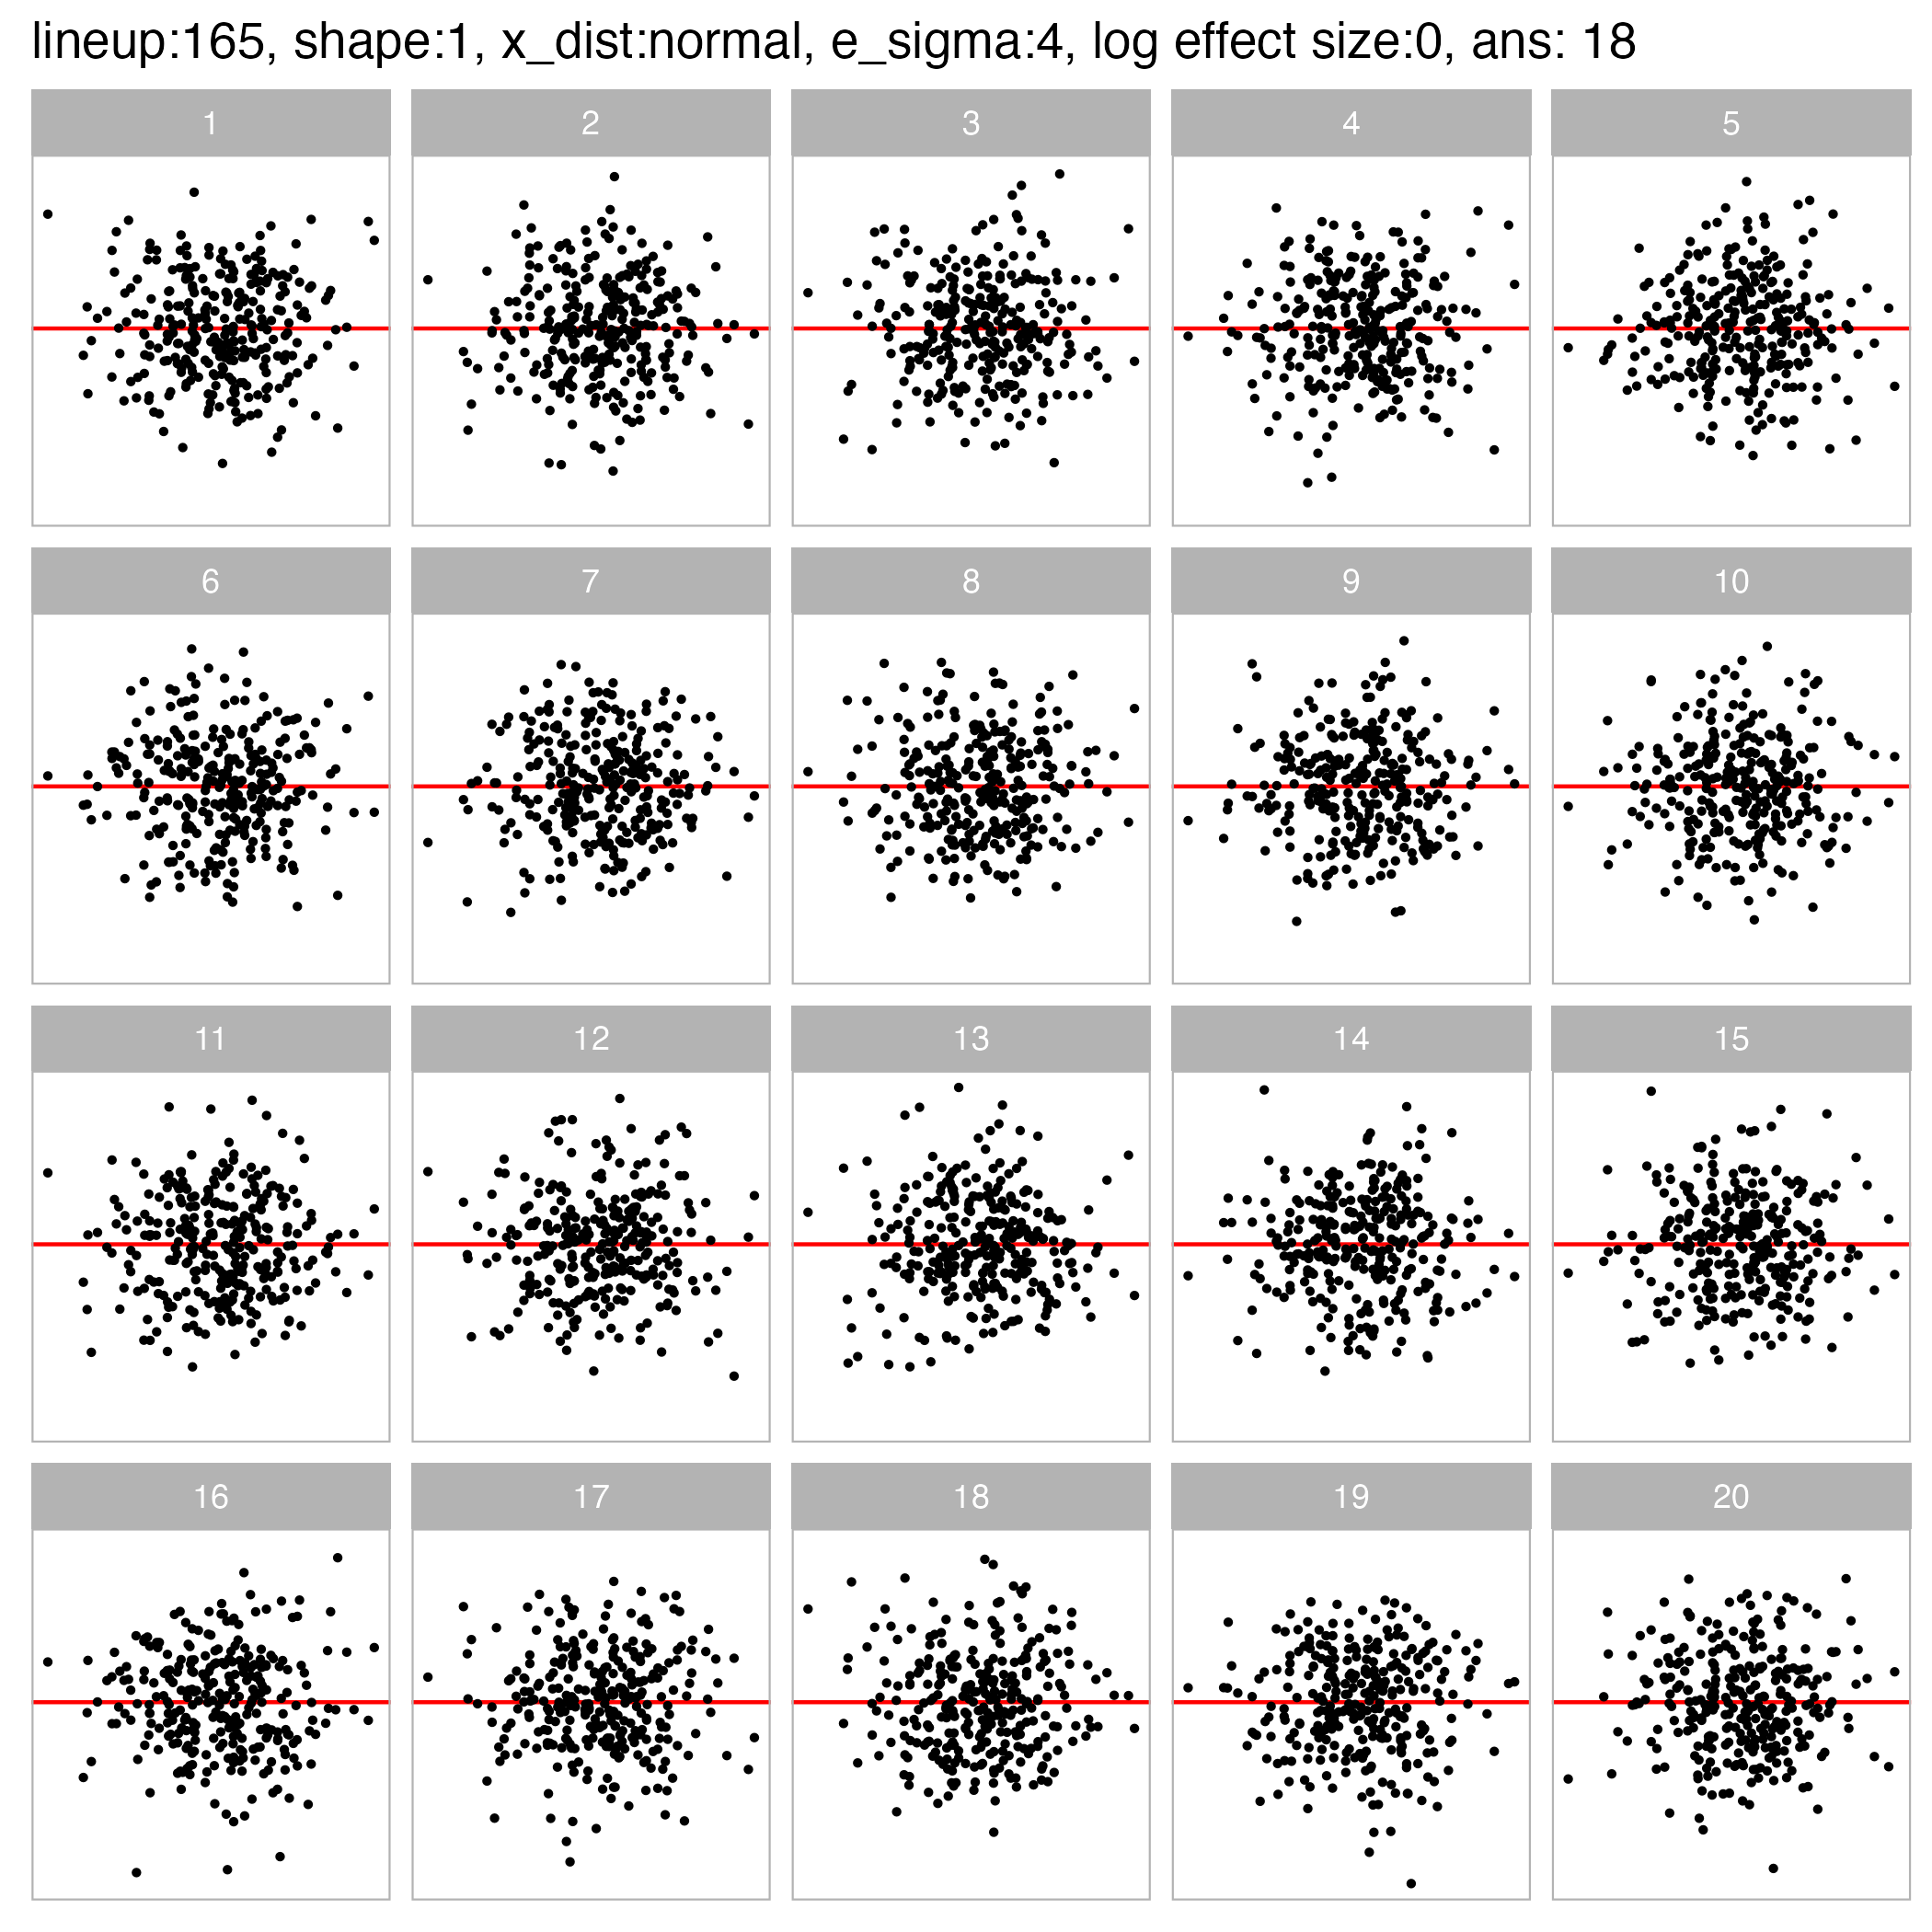 lineup:165, shape:1, x_dist:normal, e_sigma:4, log effect size:0, ans: 18
1 2 3 4 5
6 7 8 9 10
11 12 13 14 15
16 17 18 19 20